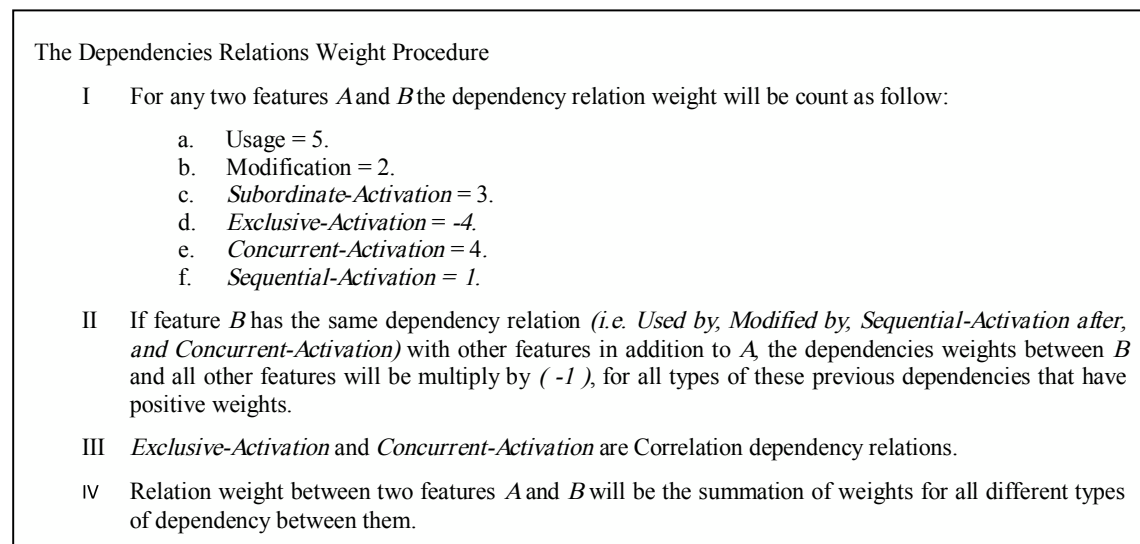 The Dependencies Relations Weight Procedure
I For any two features A and B the dependency relation weight will be count as follow:
a. Usage = 5.
b. Modification = 2.
c. Subordinate-Activation = 3.
d. Exclusive-Activation = -4.
e. Concurrent-Activation = 4.
f. Sequential-Activation = 1.
II If feature B has the same dependency relation (i.e. Used by, Modified by, Sequential-Activation after,
and Concurrent-Activation) with other features in addition to A, the dependencies weights between B
and all other features will be multiply by ( -1 ), for all types of these previous dependencies that have
positive weights.
III Exclusive-Activation and Concurrent-Activation are Correlation dependency relations.
IV Relation weight between two features A and B will be the summation of weights for all different types
of dependency between them.